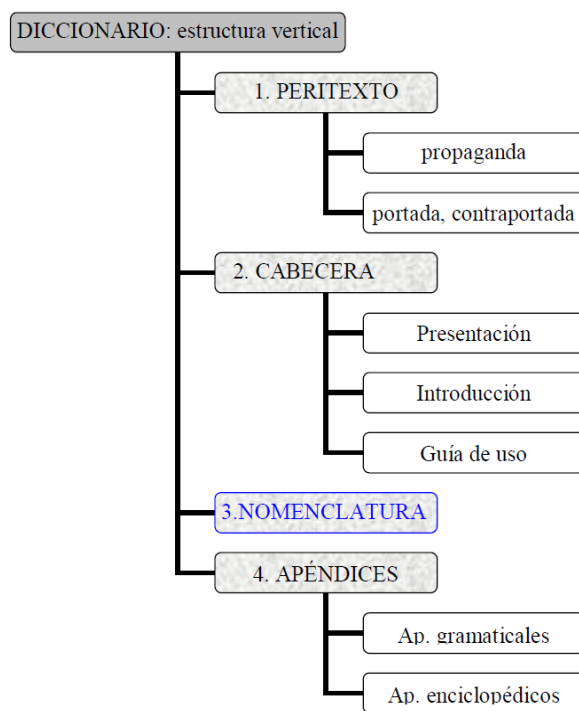 DICCIONARIO: estructura vertical
1. PERITEXTO
propaganda
portada, contraportada
2. CABECERA
Presentación
Introducción
Guía de uso
3.NOMENCLATURA
4. APÉNDICES
Ap. gramaticales
Ap. enciclopédicos